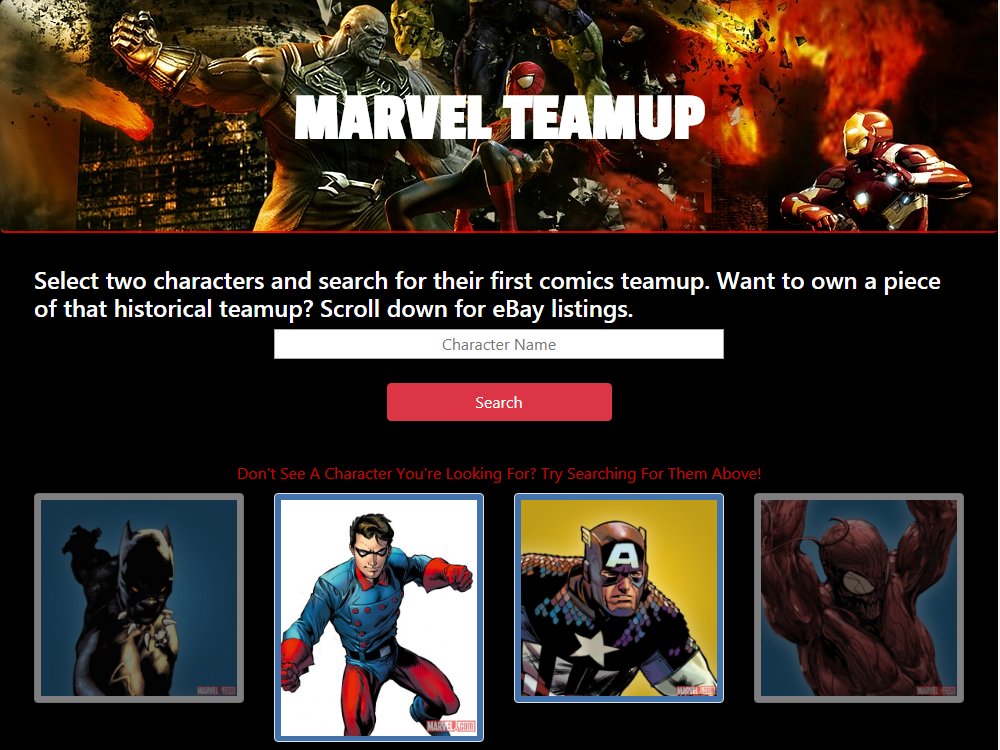 MARVEL TEAMUP
Select two characters and search for their first comics teamup. Want to own a piece
of that historical teamup? Scroll down for eBay listings.
Character Name
Search
Don't See A Character You're Looking For? Try Searching For Them Above!
A
MARVEL .com
MARVEL .com
MARVEL .com
MARVEL .com